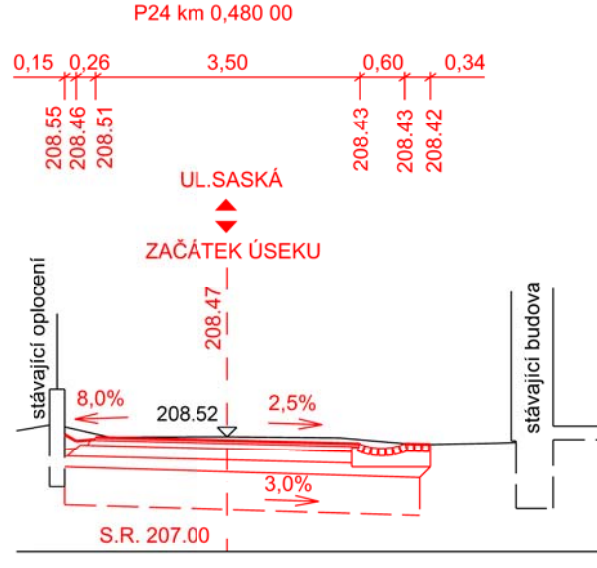 P24 km 0,480 00
0,15 0,26 3,50 0,60 0,34
208.55 208.46 208.51 208.43 208.43 208.42
UL.SASKÁ
ZAČÁTEK ÚSEKU
208.47
stávající oplocení
stávající budova
8,0%
208.52
2,5%
3,0%
S.R. 207.00